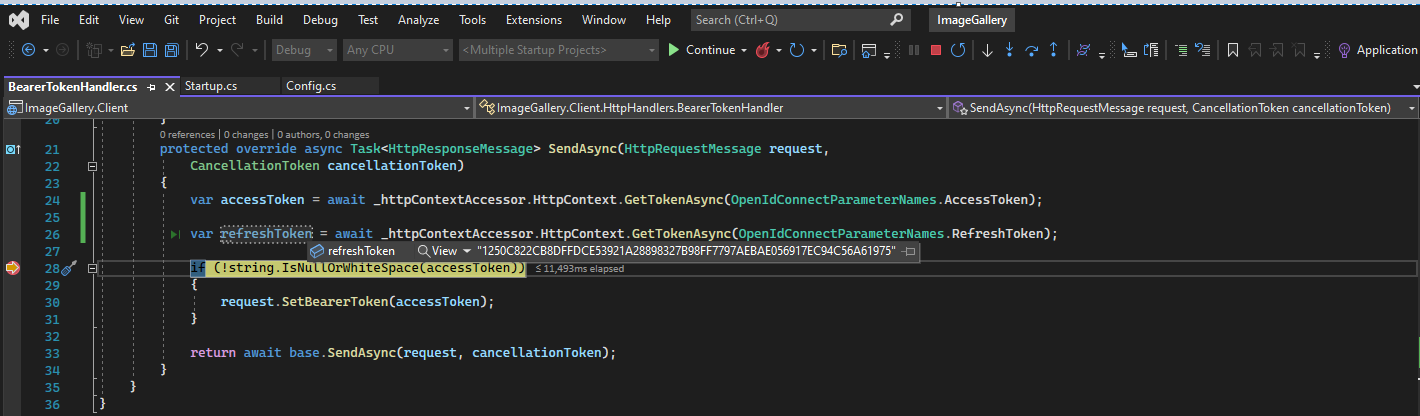 File Edit View Git Project Build Debug Test Analyze Tools Extensions Window Help Search (Ctrl+Q) ImageGallery
Debug Any CPU <Multiple Startup Projects> Continue Application
BearerTokenHandler.cs Startup.cs Config.cs
ImageGallery.Client ImageGallery.Client.HttpHandlers.BearerTokenHandler SendAsync(HttpRequestMessage request, CancellationToken cancellationToken)
20 }
0 references | 0 changes | 0 authors, 0 changes
21 protected override async Task<HttpResponseMessage> SendAsync(HttpRequestMessage request,
22 CancellationToken cancellationToken)
23 {
24 var accessToken = await _httpContextAccessor.HttpContext.GetTokenAsync(OpenIdConnectParameterNames.AccessToken);
25
26 var refreshToken = await _httpContextAccessor.HttpContext.GetTokenAsync(OpenIdConnectParameterNames.RefreshToken);
27 refreshToken View "1250C822CB8DFFDCE53921A28898327B98FF7797AEBAE056917EC94C56A61975"
28 if (!string.IsNullOrWhiteSpace(accessToken)) ≤ 11,493ms elapsed
29 {
30 request.SetBearerToken(accessToken);
31 }
32
33 return await base.SendAsync(request, cancellationToken);
34 }
35 }
36 }